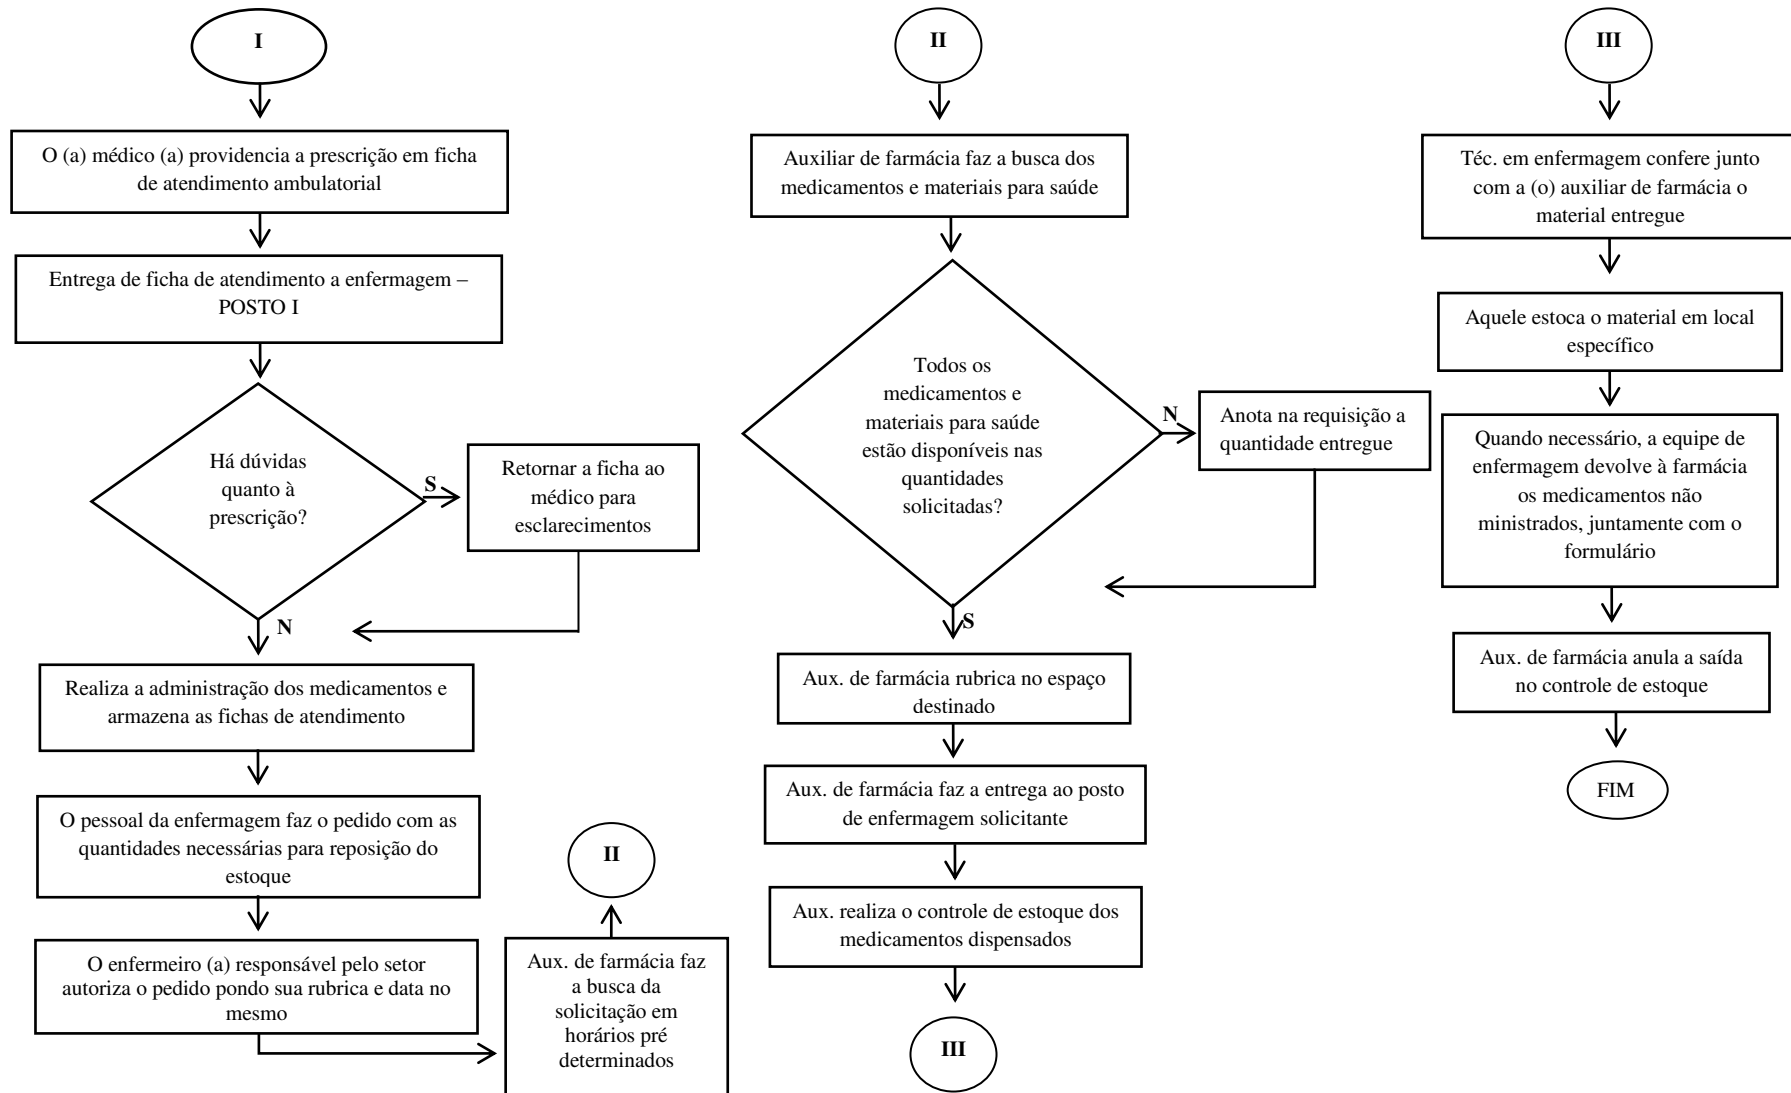 I
O (a) médico (a) providencia a prescrição em ficha
de atendimento ambulatorial
Entrega de ficha de atendimento a enfermagem –
POSTO I
Há dúvidas
quanto à
prescrição?
S
Retornar a ficha ao
médico para
esclarecimentos
N
Realiza a administração dos medicamentos e
armazena as fichas de atendimento
O pessoal da enfermagem faz o pedido com as
quantidades necessárias para reposição do
estoque
O enfermeiro (a) responsável pelo setor
autoriza o pedido pondo sua rubrica e data no
mesmo
Aux. de farmácia faz
a busca da
solicitação em
horários pré
determinados
II
II
Auxiliar de farmácia faz a busca dos
medicamentos e materiais para saúde
Todos os
medicamentos e
materiais para saúde
estão disponíveis nas
quantidades
solicitadas?
N
Anota na requisição a
quantidade entregue
S
Aux. de farmácia rubrica no espaço
destinado
Aux. de farmácia faz a entrega ao posto
de enfermagem solicitante
Aux. realiza o controle de estoque dos
medicamentos dispensados
III
III
Téc. em enfermagem confere junto
com a (o) auxiliar de farmácia o
material entregue
Aquele estoca o material em local
específico
Quando necessário, a equipe de
enfermagem devolve à farmácia
os medicamentos não
ministrados, juntamente com o
formulário
Aux. de farmácia anula a saída
no controle de estoque
FIM